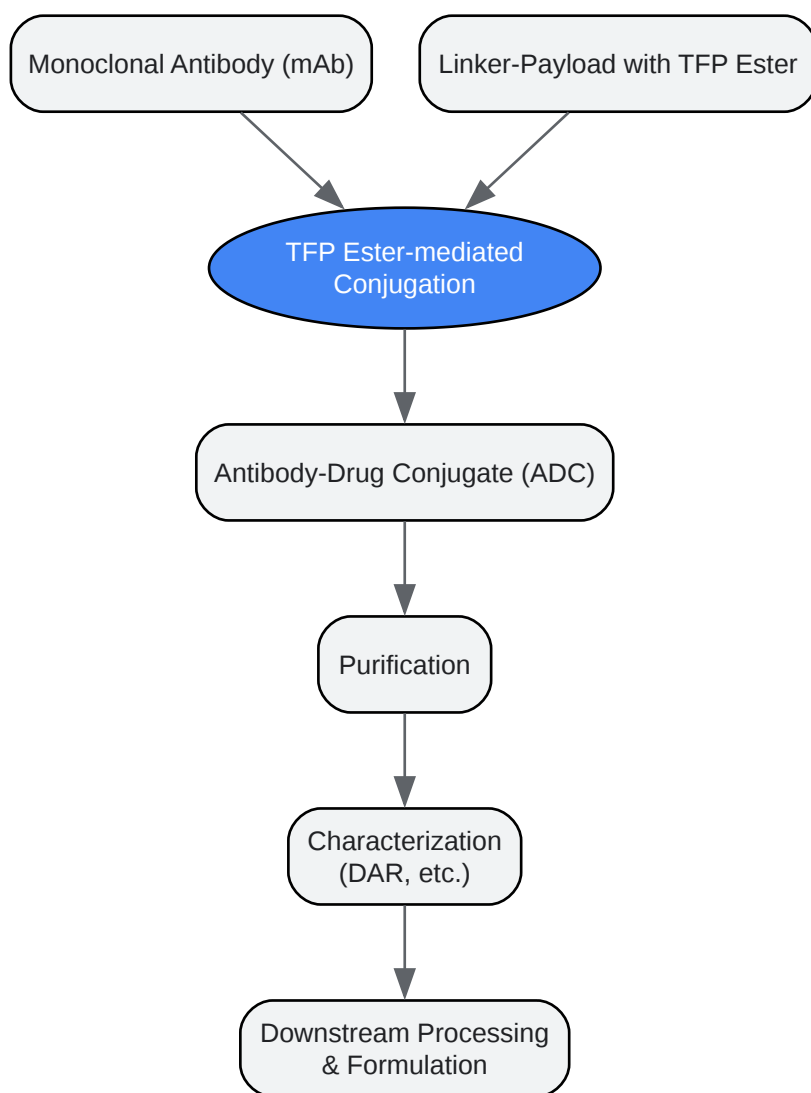 Monoclonal Antibody (mAb)
Linker-Payload with TFP Ester
TFP Ester-mediated
Conjugation
Antibody-Drug Conjugate (ADC)
Purification
Characterization
(DAR, etc.)
Downstream Processing
& Formulation